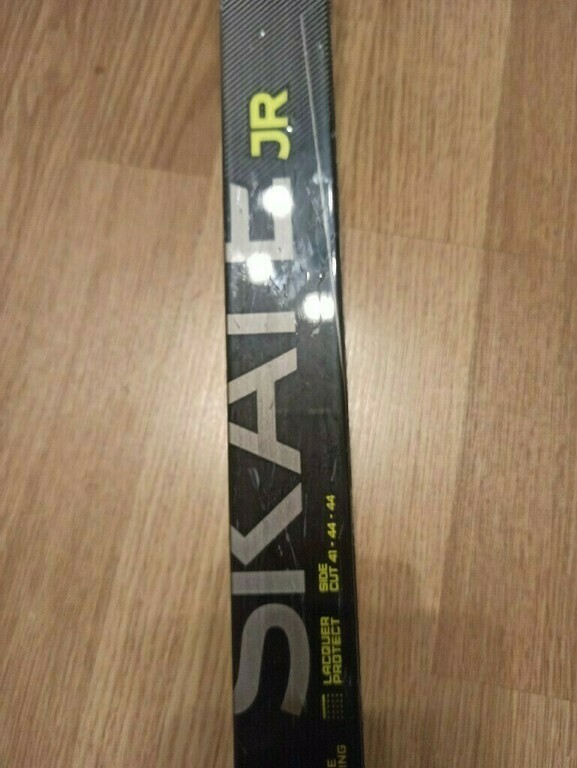 SKATE JR
SIDE
CUT 41 - 44 - 44
LACQUER
PROTECT